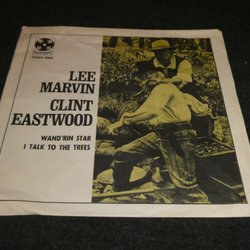 LEE
MARVIN
CLINT
EASTWOOD
WAND'RIN STAR
I TALK TO THE TREES